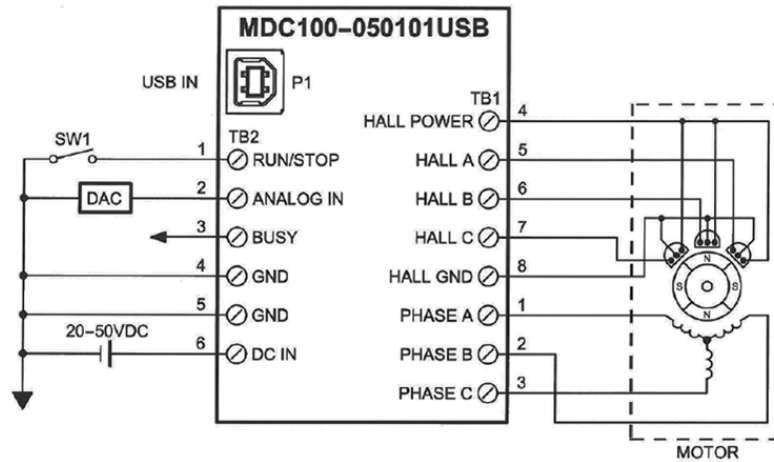 MDC100-050101USB
USB IN
P1
TB1
TB2
SW1
1 RUN/STOP
DAC
2 ANALOG IN
3 BUSY
4 GND
5 GND
20-50VDC
6 DC IN
HALL POWER 4
HALL A 5
HALL B 6
HALL C 7
HALL GND 8
PHASE A 1
PHASE B 2
PHASE C 3
N
S S
N
MOTOR